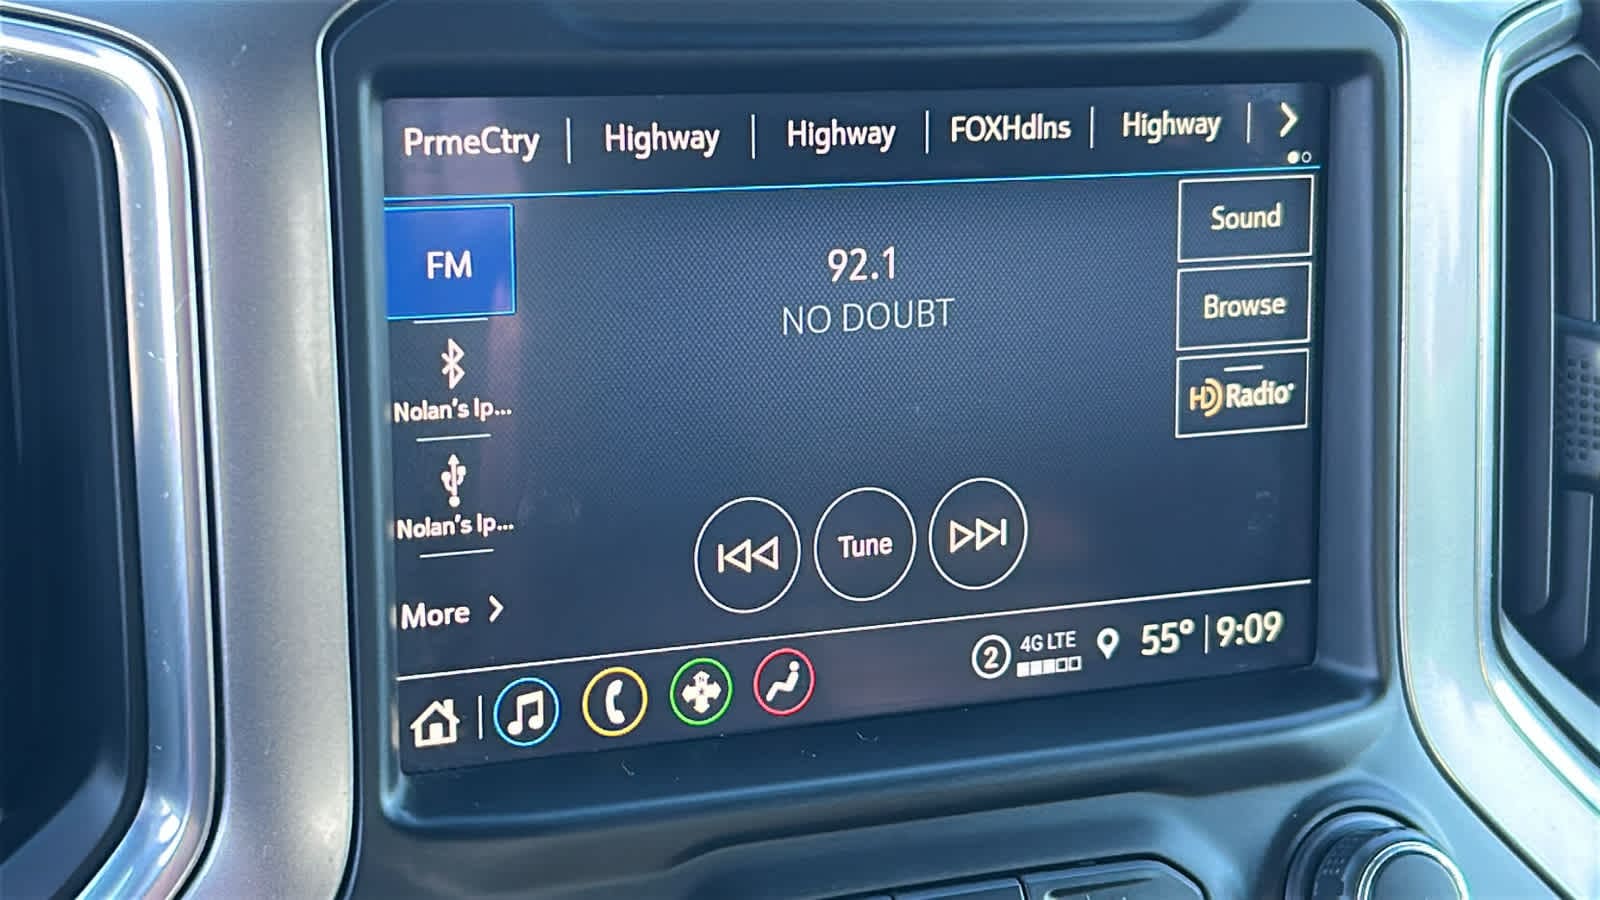 PrmeCtry | Highway | Highway | FOXHdlns | Highway |
FM
92.1
NO DOUBT
Sound
Browse
HD Radio
Nolan's Ip...
Nolan's Ip...
More
Tune
2 4G LTE 55° | 9:09